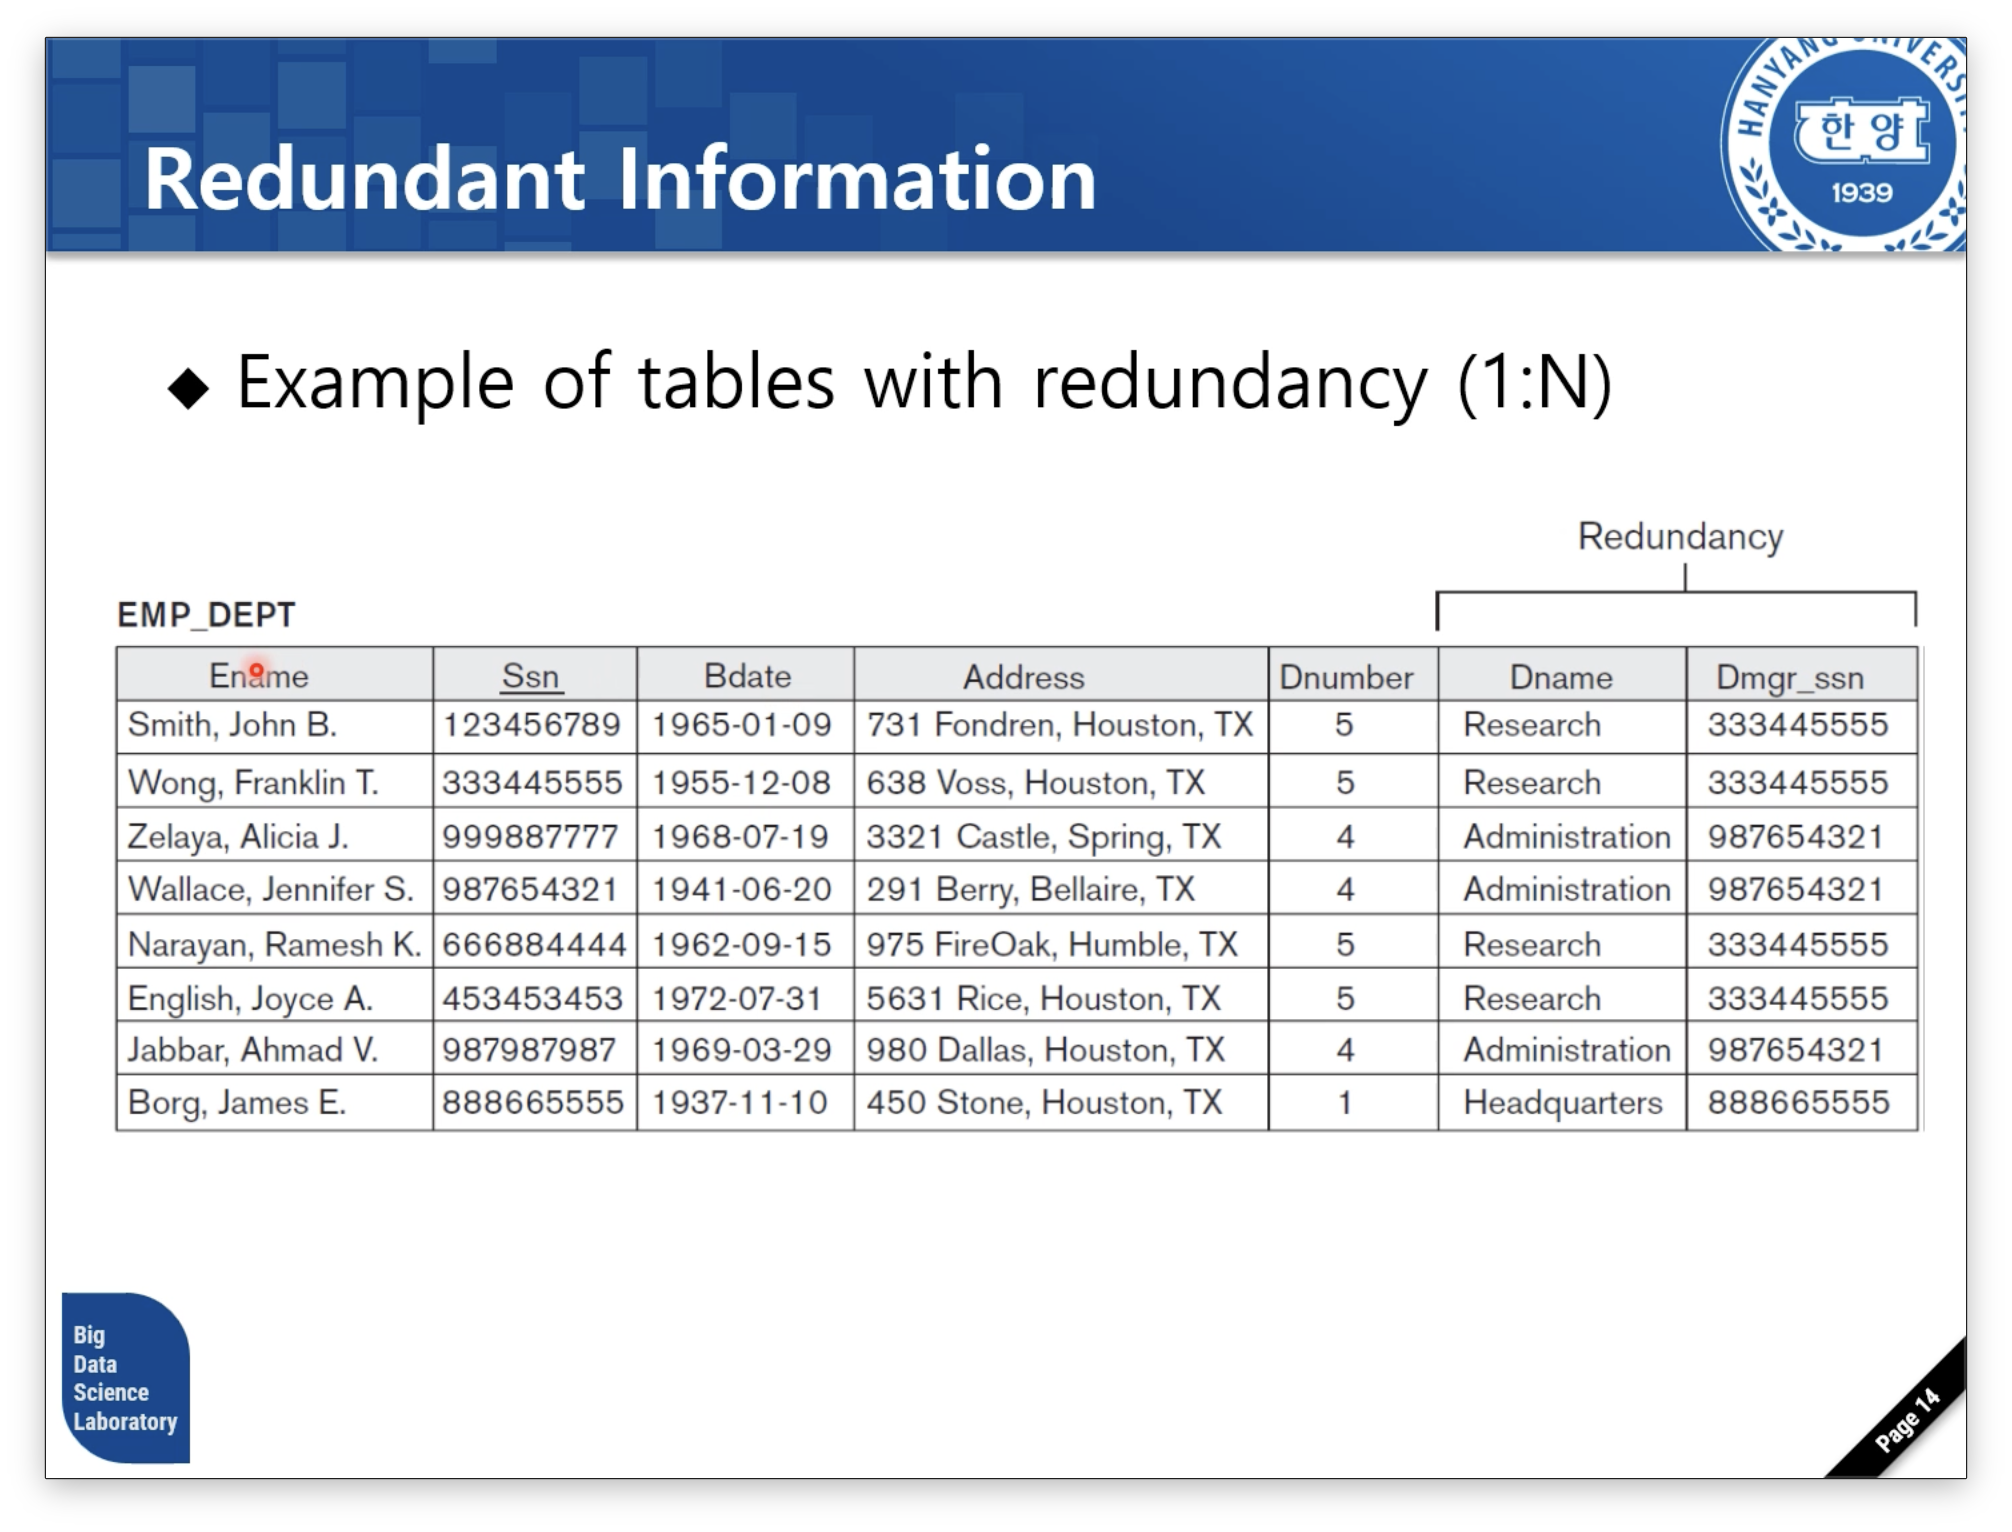 Redundant Information
HANYANG UNIVERSI
한양
1939
◆ Example of tables with redundancy (1:N)
Redundancy
EMP_DEPT
Ename Ssn Bdate Address Dnumber Dname Dmgr_ssn
Smith, John B. 123456789 1965-01-09 731 Fondren, Houston, TX 5 Research 333445555
Wong, Franklin T. 333445555 1955-12-08 638 Voss, Houston, TX 5 Research 333445555
Zelaya, Alicia J. 999887777 1968-07-19 3321 Castle, Spring, TX 4 Administration 987654321
Wallace, Jennifer S. 987654321 1941-06-20 291 Berry, Bellaire, TX 4 Administration 987654321
Narayan, Ramesh K. 666884444 1962-09-15 975 FireOak, Humble, TX 5 Research 333445555
English, Joyce A. 453453453 1972-07-31 5631 Rice, Houston, TX 5 Research 333445555
Jabbar, Ahmad V. 987987987 1969-03-29 980 Dallas, Houston, TX 4 Administration 987654321
Borg, James E. 888665555 1937-11-10 450 Stone, Houston, TX 1 Headquarters 888665555
Big
Data
Science
Laboratory
Page 14